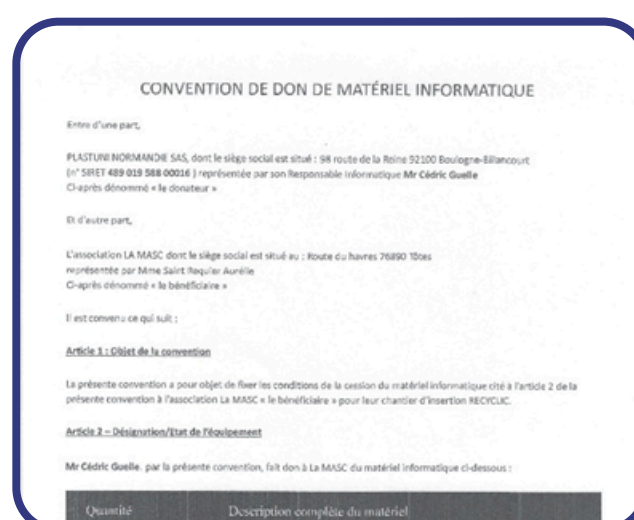 CONVENTION DE DON DE MATÉRIEL INFORMATIQUE
Entre d'une part,
PLASTUNI NORMANDIE SAS, dont le siège social est situé : 98 route de la Reine 92100 Boulogne-Billancourt
(n° SIRET 489 019 588 00016 ) représentée par son Responsable Informatique Mr Cédric Guelle
Ci-après dénommé « le donateur »
Et d'autre part,
L'association LA MASC dont le siège social est situé au : Route du havres 76890 Tôtes
représentée par Mme Saint Requier Aurélie
Ci-après dénommé « le bénéficiaire »
Il est convenu ce qui suit :
Article 1 : Objet de la convention
La présente convention a pour objet de fixer les conditions de la cession du matériel informatique cité à l'article 2 de la
présente convention à l'association La MASC « le bénéficiaire » pour leur chantier d'insertion RECYCLIC.
Article 2 – Désignation/Etat de l'équipement
Mr Cédric Guelle, par la présente convention, fait don à La MASC du matériel informatique ci-dessous :
Quantité Description complète du matériel